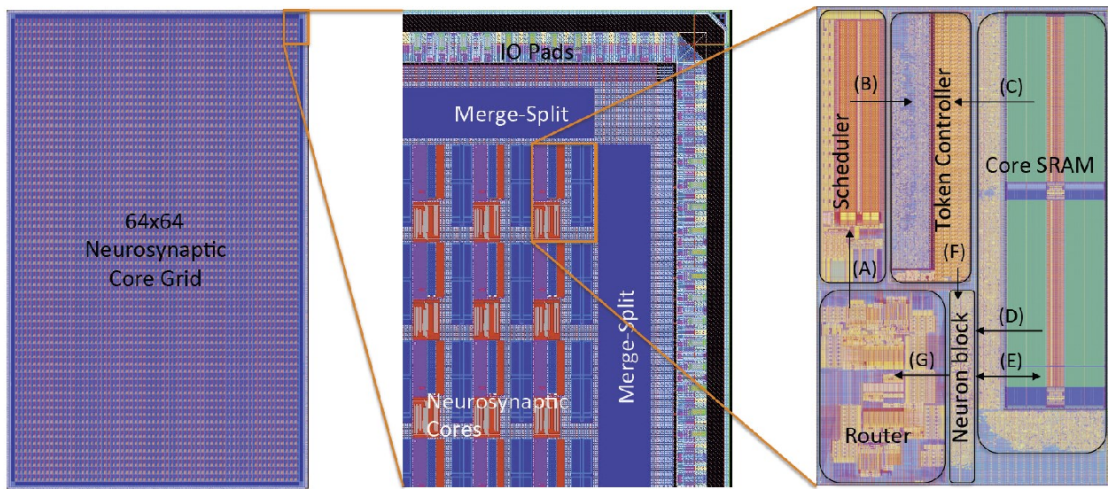 64x64
Neurosynaptic
Core Grid
IO Pads
Merge-Split
Merge-Split
Neurosynaptic
Cores
Scheduler
(B)
Token Controller
(C)
Core SRAM
(A)
(F)
(D)
(E)
(G)
Neuron block
Router